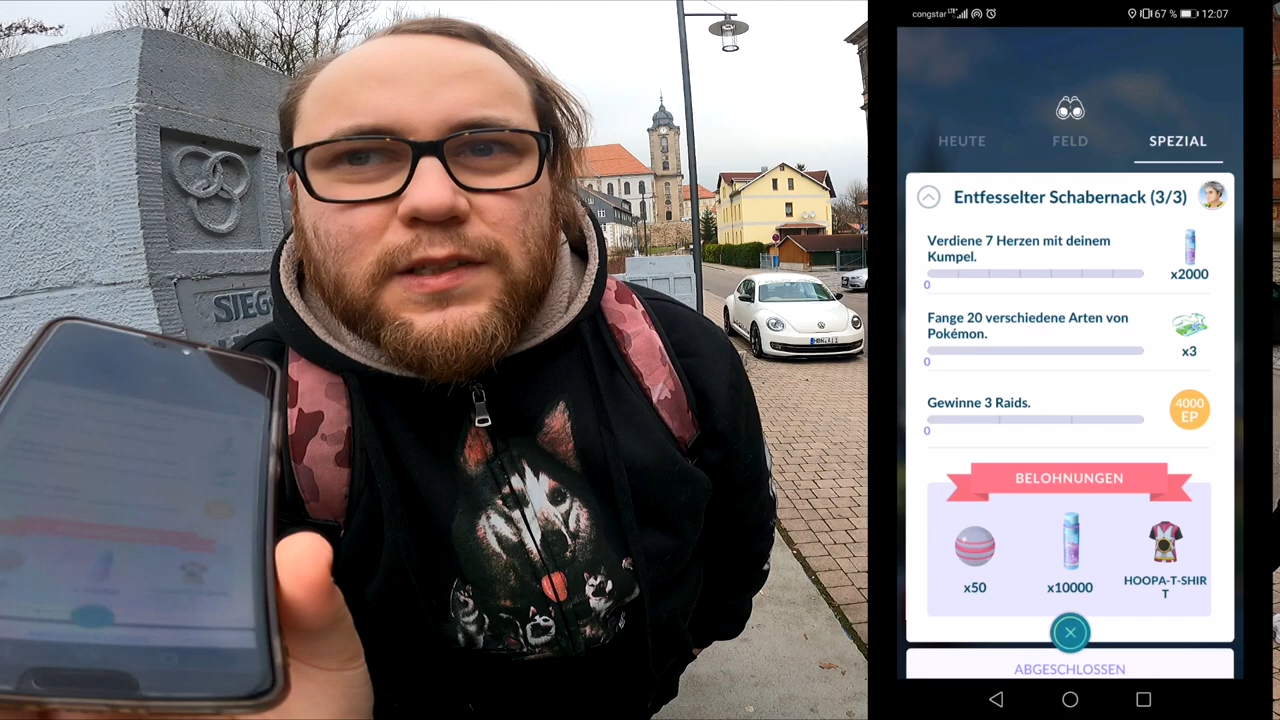 SIEG
congstar
LTE
67 %
12:07
HEUTE
FELD
SPEZIAL
Entfesselter Schabernack (3/3)
Verdiene 7 Herzen mit deinem
Kumpel.
x2000
0
Fange 20 verschiedene Arten von
Pokémon.
x3
0
Gewinne 3 Raids.
4000
EP
0
BELOHNUNGEN
x50
x10000
HOOPA-T-SHIR
T
ABGESCHLOSSEN